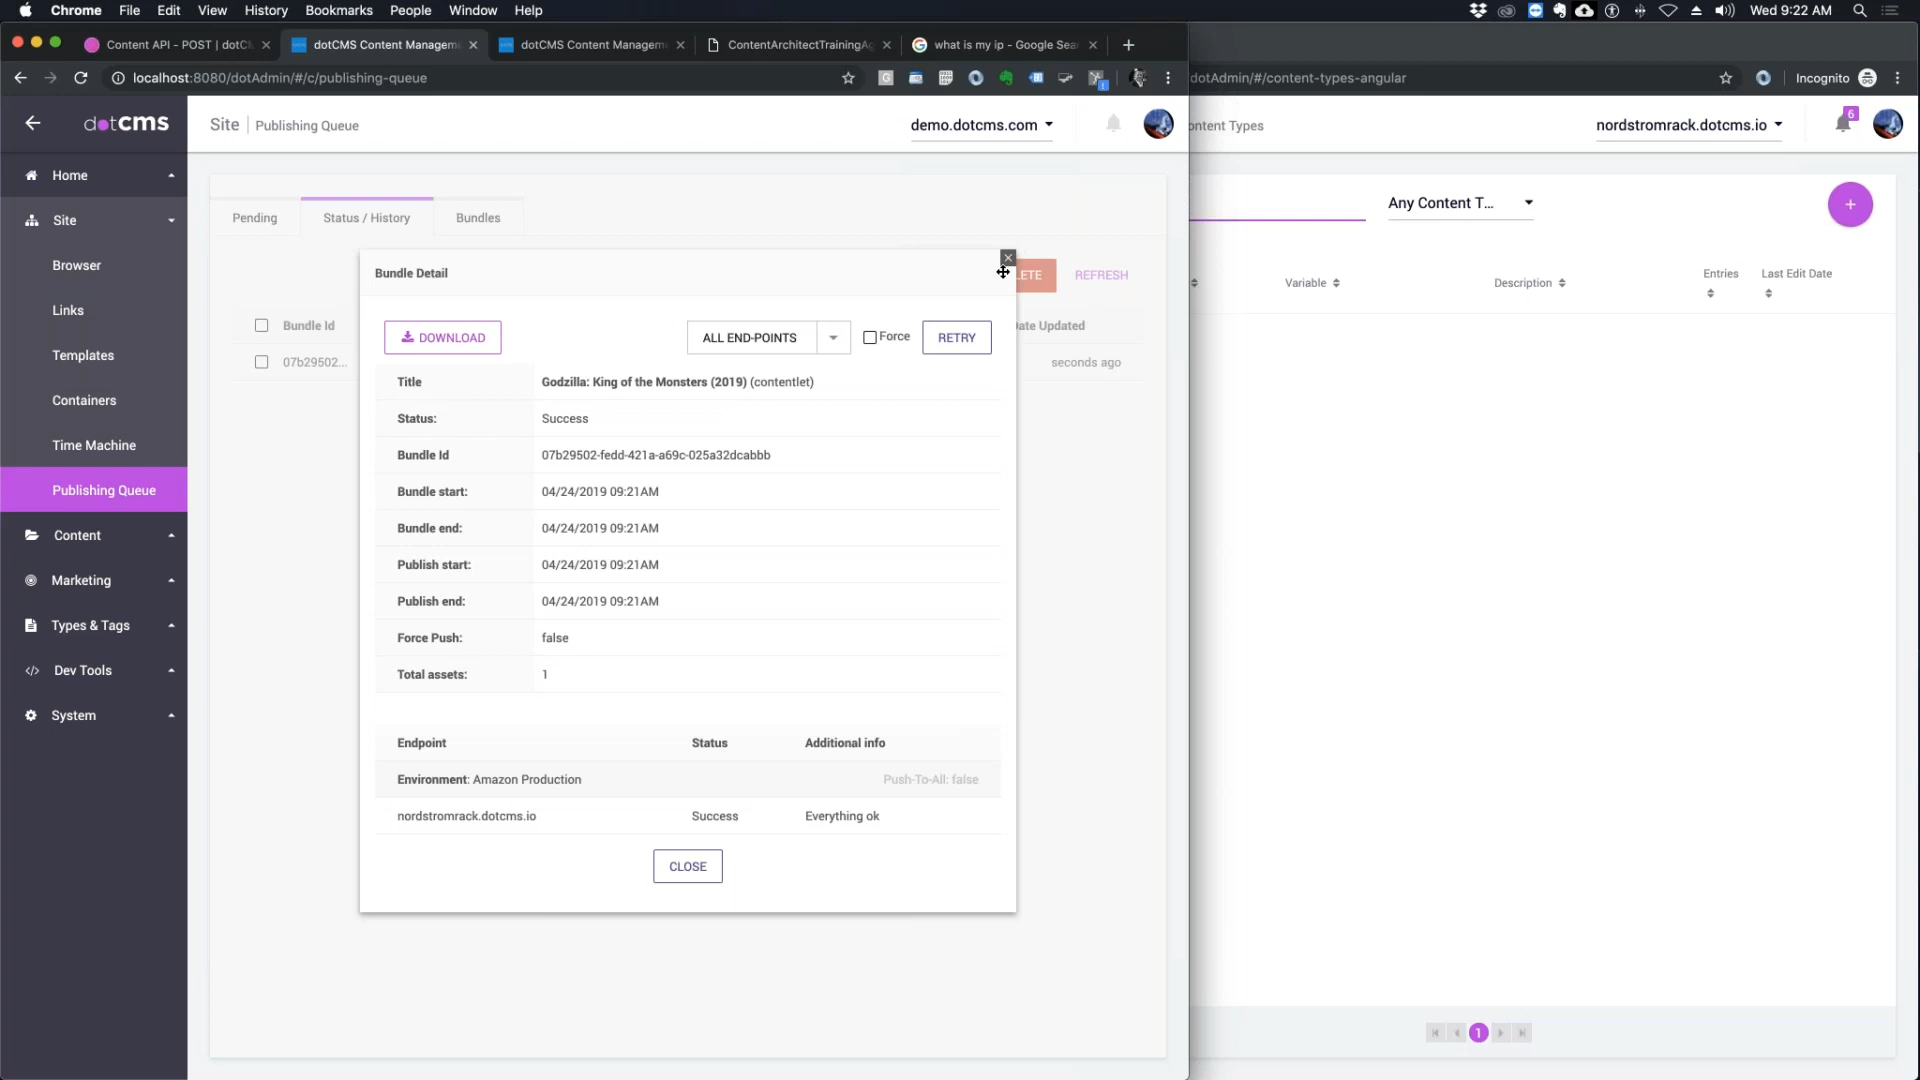 Chrome File Edit View History Bookmarks People Window Help Wed 9:22 AM
Content API - POST | dotC
dotCMS Content Managem
dotCMS Content Managem
ContentArchitectTrainingAg
what is my ip - Google Sea
localhost:8080/dotAdmin/#/c/publishing-queue
dotAdmin/#/content-types-angular
Incognito
dotCMS
Site | Publishing Queue
demo.dotcms.com
ontent Types
nordstromrack.dotcms.io
6
Home
Site
Browser
Links
Templates
Containers
Time Machine
Publishing Queue
Content
Marketing
Types & Tags
Dev Tools
System
Pending
Status / History
Bundles
LETE
REFRESH
Bundle Id
Date Updated
07b29502...
seconds ago
Bundle Detail
DOWNLOAD
ALL END-POINTS
Force
RETRY
Title Godzilla: King of the Monsters (2019) (contentlet)
Status: Success
Bundle Id 07b29502-fedd-421a-a69c-025a32dcabbb
Bundle start: 04/24/2019 09:21AM
Bundle end: 04/24/2019 09:21AM
Publish start: 04/24/2019 09:21AM
Publish end: 04/24/2019 09:21AM
Force Push: false
Total assets: 1
Endpoint Status Additional info
Environment: Amazon Production Push-To-All: false
nordstromrack.dotcms.io Success Everything ok
CLOSE
Any Content T...
Variable
Description
Entries
Last Edit Date
1